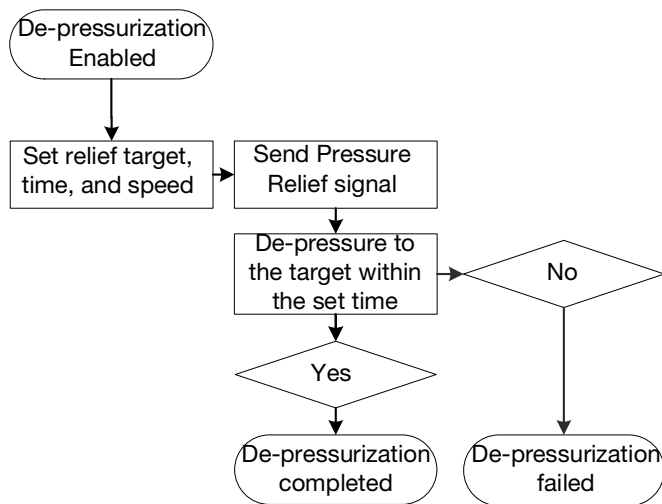 De-pressurization
Enabled
Set relief target,
time, and speed
Send Pressure
Relief signal
De-pressure to
the target within
the set time
No
Yes
De-pressurization
completed
De-pressurization
failed